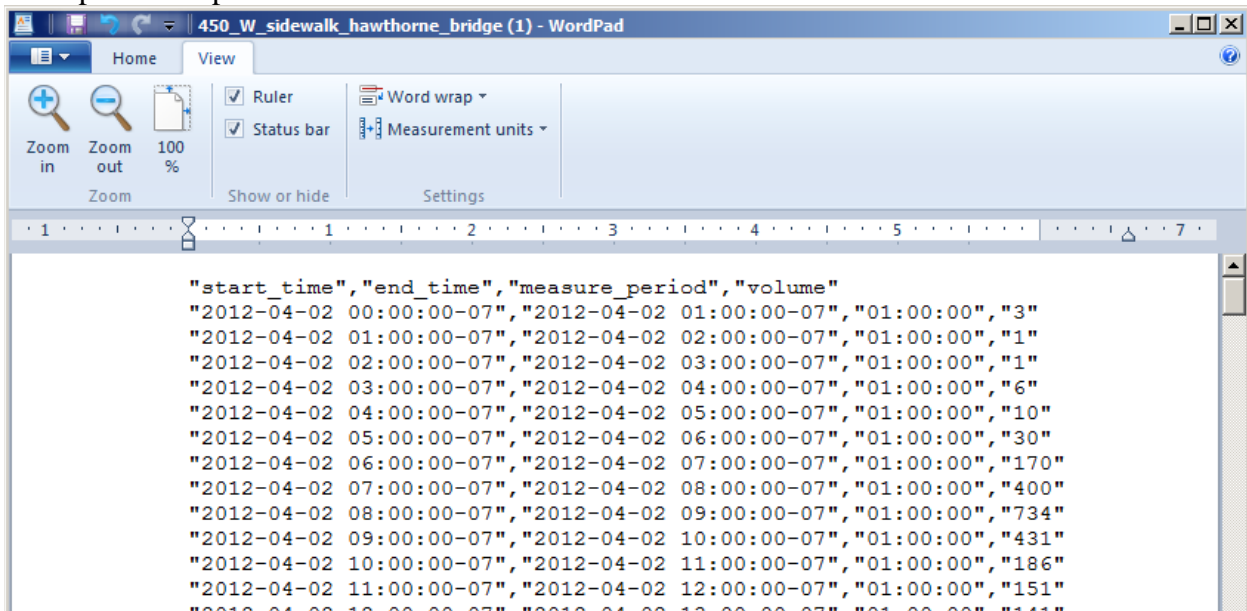 450_W_sidewalk_hawthorne_bridge (1) - WordPad
Home View
Zoom in
Zoom out
100 %
Ruler
Status bar
Word wrap
Measurement units
Zoom
Show or hide
Settings
1 1 2 3 4 5 7
"start_time","end_time","measure_period","volume"
"2012-04-02 00:00:00-07","2012-04-02 01:00:00-07","01:00:00","3"
"2012-04-02 01:00:00-07","2012-04-02 02:00:00-07","01:00:00","1"
"2012-04-02 02:00:00-07","2012-04-02 03:00:00-07","01:00:00","1"
"2012-04-02 03:00:00-07","2012-04-02 04:00:00-07","01:00:00","6"
"2012-04-02 04:00:00-07","2012-04-02 05:00:00-07","01:00:00","10"
"2012-04-02 05:00:00-07","2012-04-02 06:00:00-07","01:00:00","30"
"2012-04-02 06:00:00-07","2012-04-02 07:00:00-07","01:00:00","170"
"2012-04-02 07:00:00-07","2012-04-02 08:00:00-07","01:00:00","400"
"2012-04-02 08:00:00-07","2012-04-02 09:00:00-07","01:00:00","734"
"2012-04-02 09:00:00-07","2012-04-02 10:00:00-07","01:00:00","431"
"2012-04-02 10:00:00-07","2012-04-02 11:00:00-07","01:00:00","186"
"2012-04-02 11:00:00-07","2012-04-02 12:00:00-07","01:00:00","151"